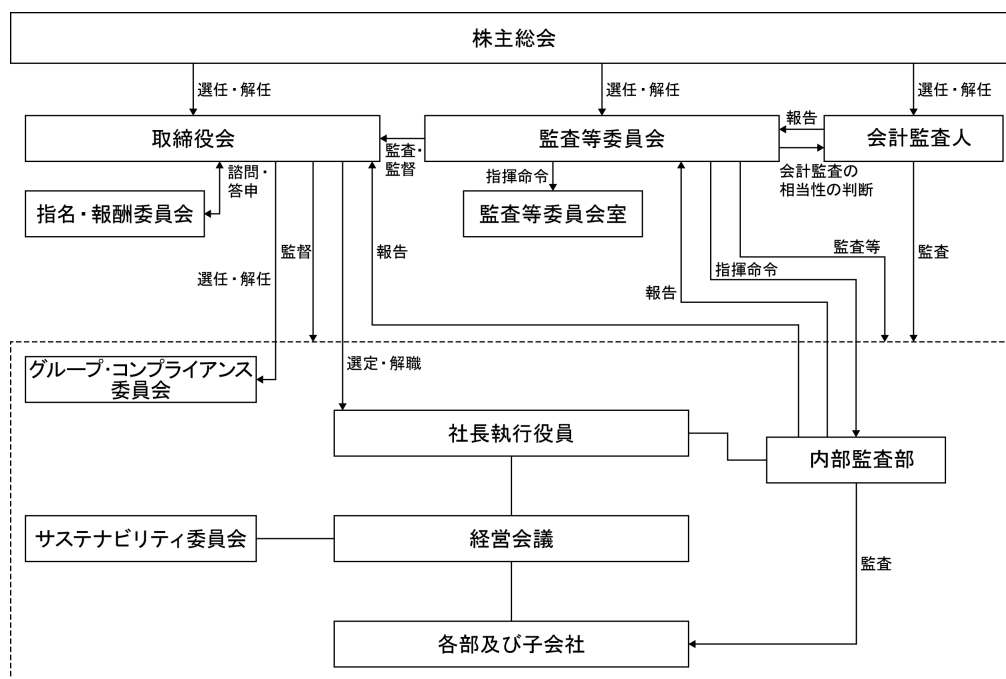 株主総会
選任・解任
選任・解任
選任・解任
取締役会
監査・
監督
監査等委員会
報告
会計監査人
会計監査の
相当性の判断
諮問・
答申
指揮命令
指名・報酬委員会
監査等委員会室
選任・解任
監督
報告
監査等
監査
指揮命令
報告
グループ・コンプライアンス
委員会
選定・解職
社長執行役員
内部監査部
サステナビリティ委員会
経営会議
監査
各部及び子会社